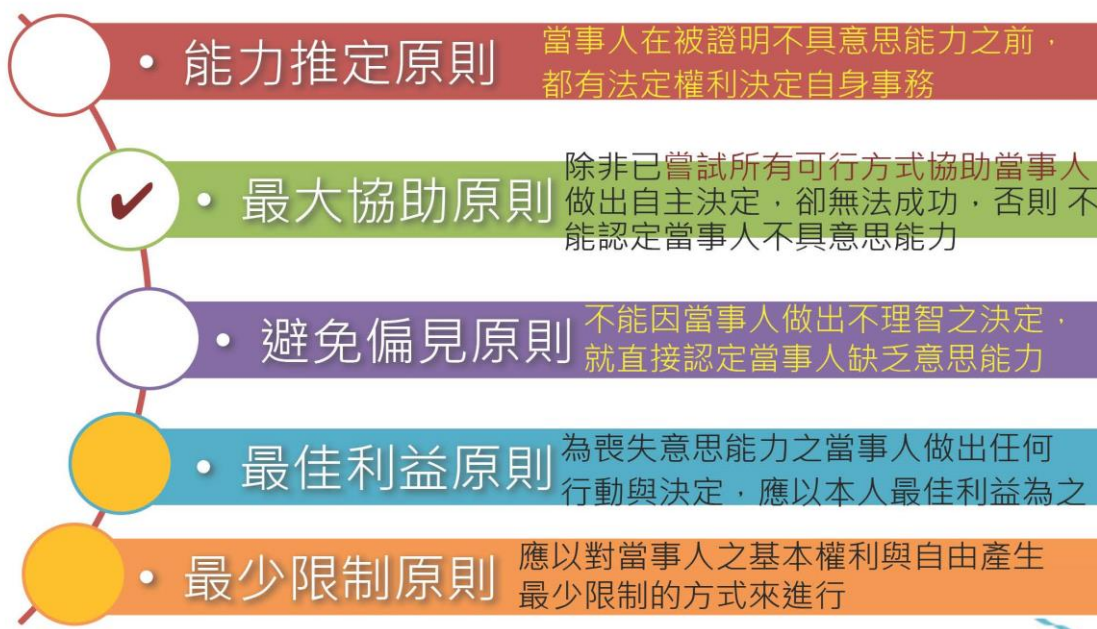 • 能力推定原則
當事人在被證明不具意思能力之前，
都有法定權利決定自身事務
✔
• 最大協助原則
除非已嘗試所有可行方式協助當事人
做出自主決定，卻無法成功，否則 不
能認定當事人不具意思能力
• 避免偏見原則
不能因當事人做出不理智之決定，
就直接認定當事人缺乏意思能力
• 最佳利益原則
為喪失意思能力之當事人做出任何
行動與決定，應以本人最佳利益為之
• 最少限制原則
應以對當事人之基本權利與自由產生
最少限制的方式來進行